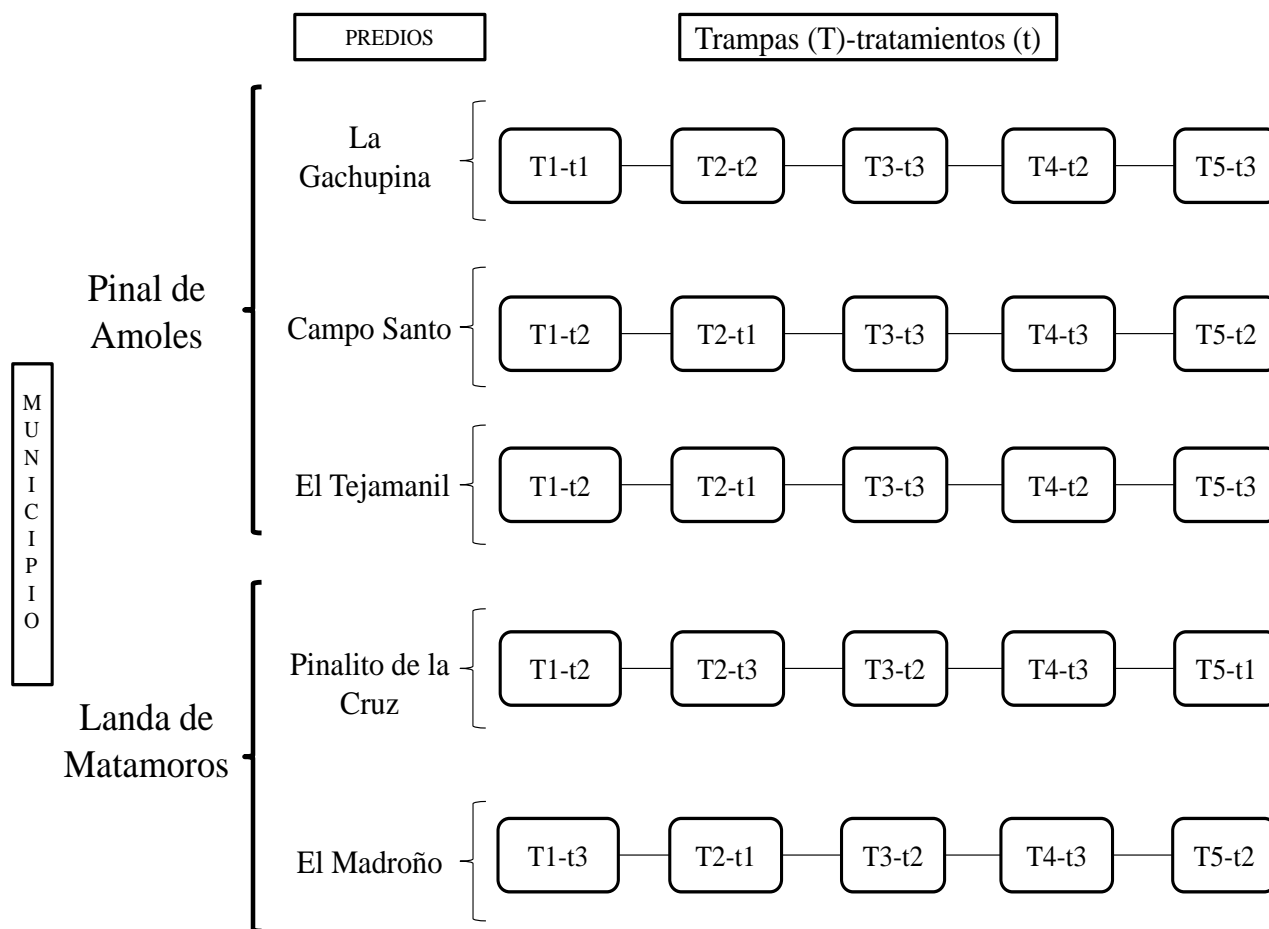 PREDIOS
Trampas (T)-tratamientos (t)
MUNICIPIO
Pinal de
Amoles
La
Gachupina
T1-t1
T2-t2
T3-t3
T4-t2
T5-t3
Campo Santo
T1-t2
T2-t1
T3-t3
T4-t3
T5-t2
El Tejamanil
T1-t2
T2-t1
T3-t3
T4-t2
T5-t3
Landa de
Matamoros
Pinalito de la
Cruz
T1-t2
T2-t3
T3-t2
T4-t3
T5-t1
El Madroño
T1-t3
T2-t1
T3-t2
T4-t3
T5-t2